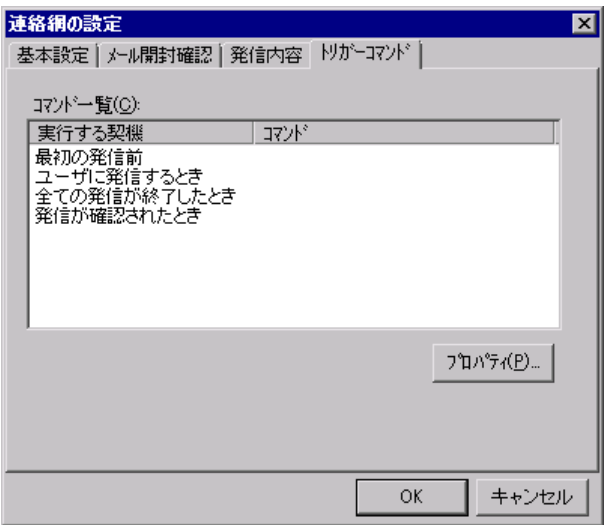 連絡網の設定
基本設定 ﾒｰﾙ開封確認 発信内容 ﾄﾘｶﾞｰｺﾏﾝﾄﾞ
ｺﾏﾝﾄﾞ一覧(C):
実行する契機 ｺﾏﾝﾄﾞ
最初の発信前
ユーザに発信するとき
全ての発信が終了したとき
発信が確認されたとき
ﾌﾟﾛﾊﾟﾃｨ(P)...
OK キャンセル